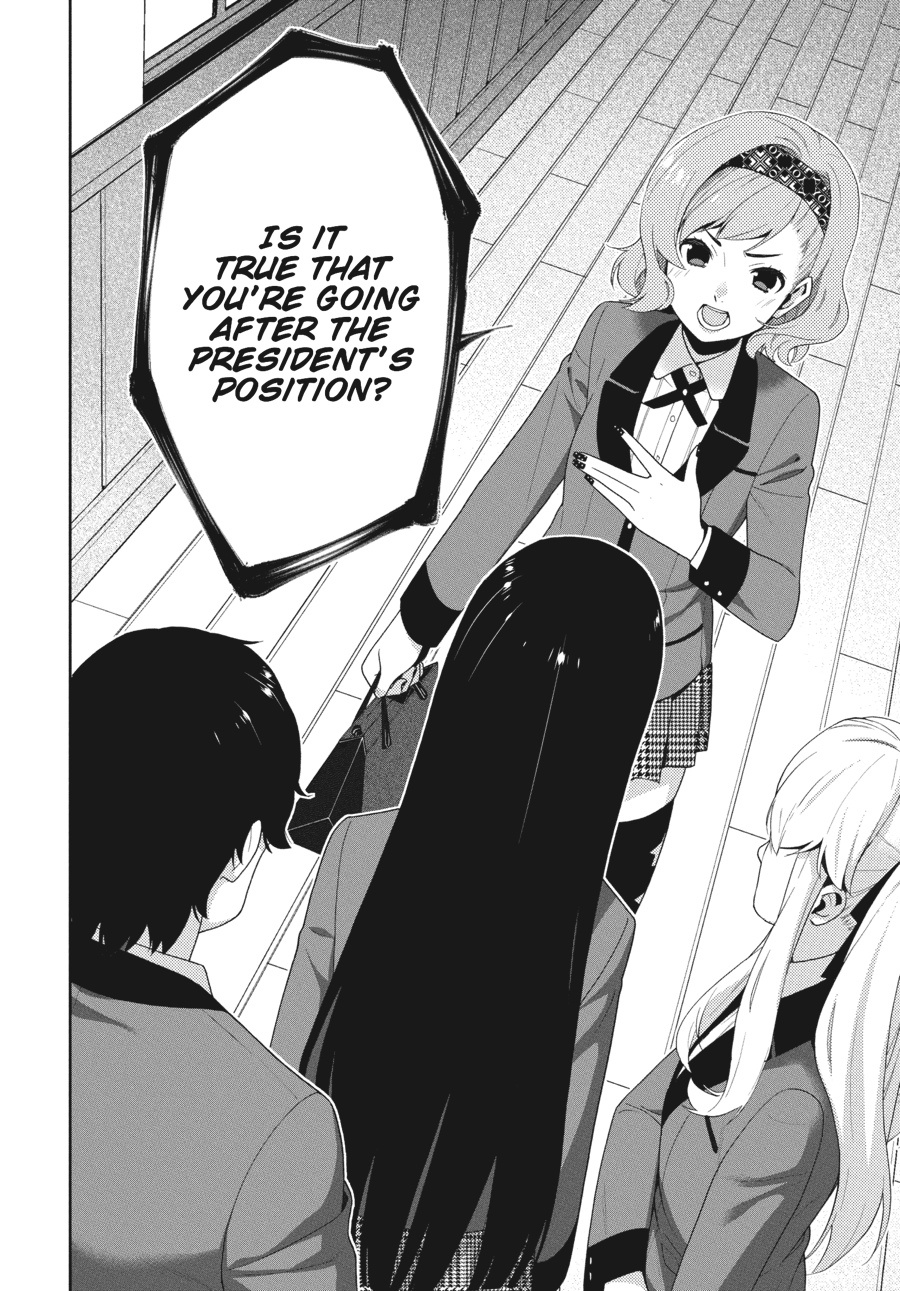 IS IT
TRUE THAT
YOU'RE GOING
AFTER THE
PRESIDENT'S
POSITION?